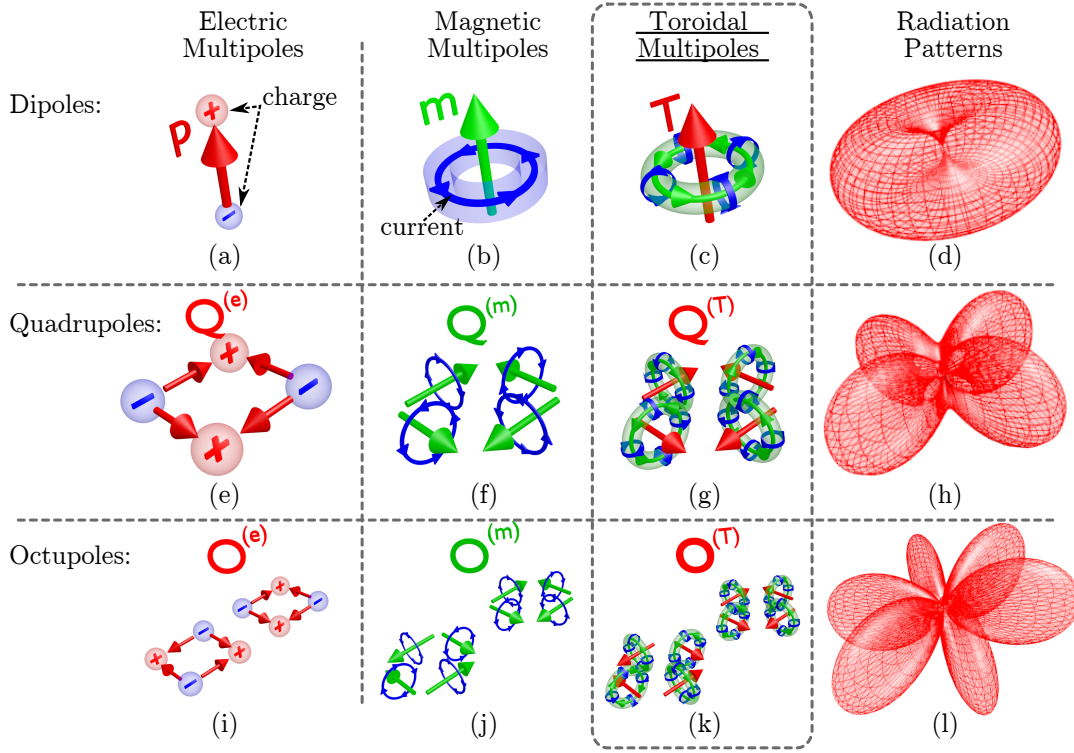 Electric
Multipoles
Magnetic
Multipoles
Toroidal
Multipoles
Radiation
Patterns
Dipoles:
charge
p
m
current
T
(a)
(b)
(c)
(d)
Quadrupoles:
Q(e)
Q(m)
Q(T)
(e)
(f)
(g)
(h)
Octupoles:
O(e)
O(m)
O(T)
(i)
(j)
(k)
(l)